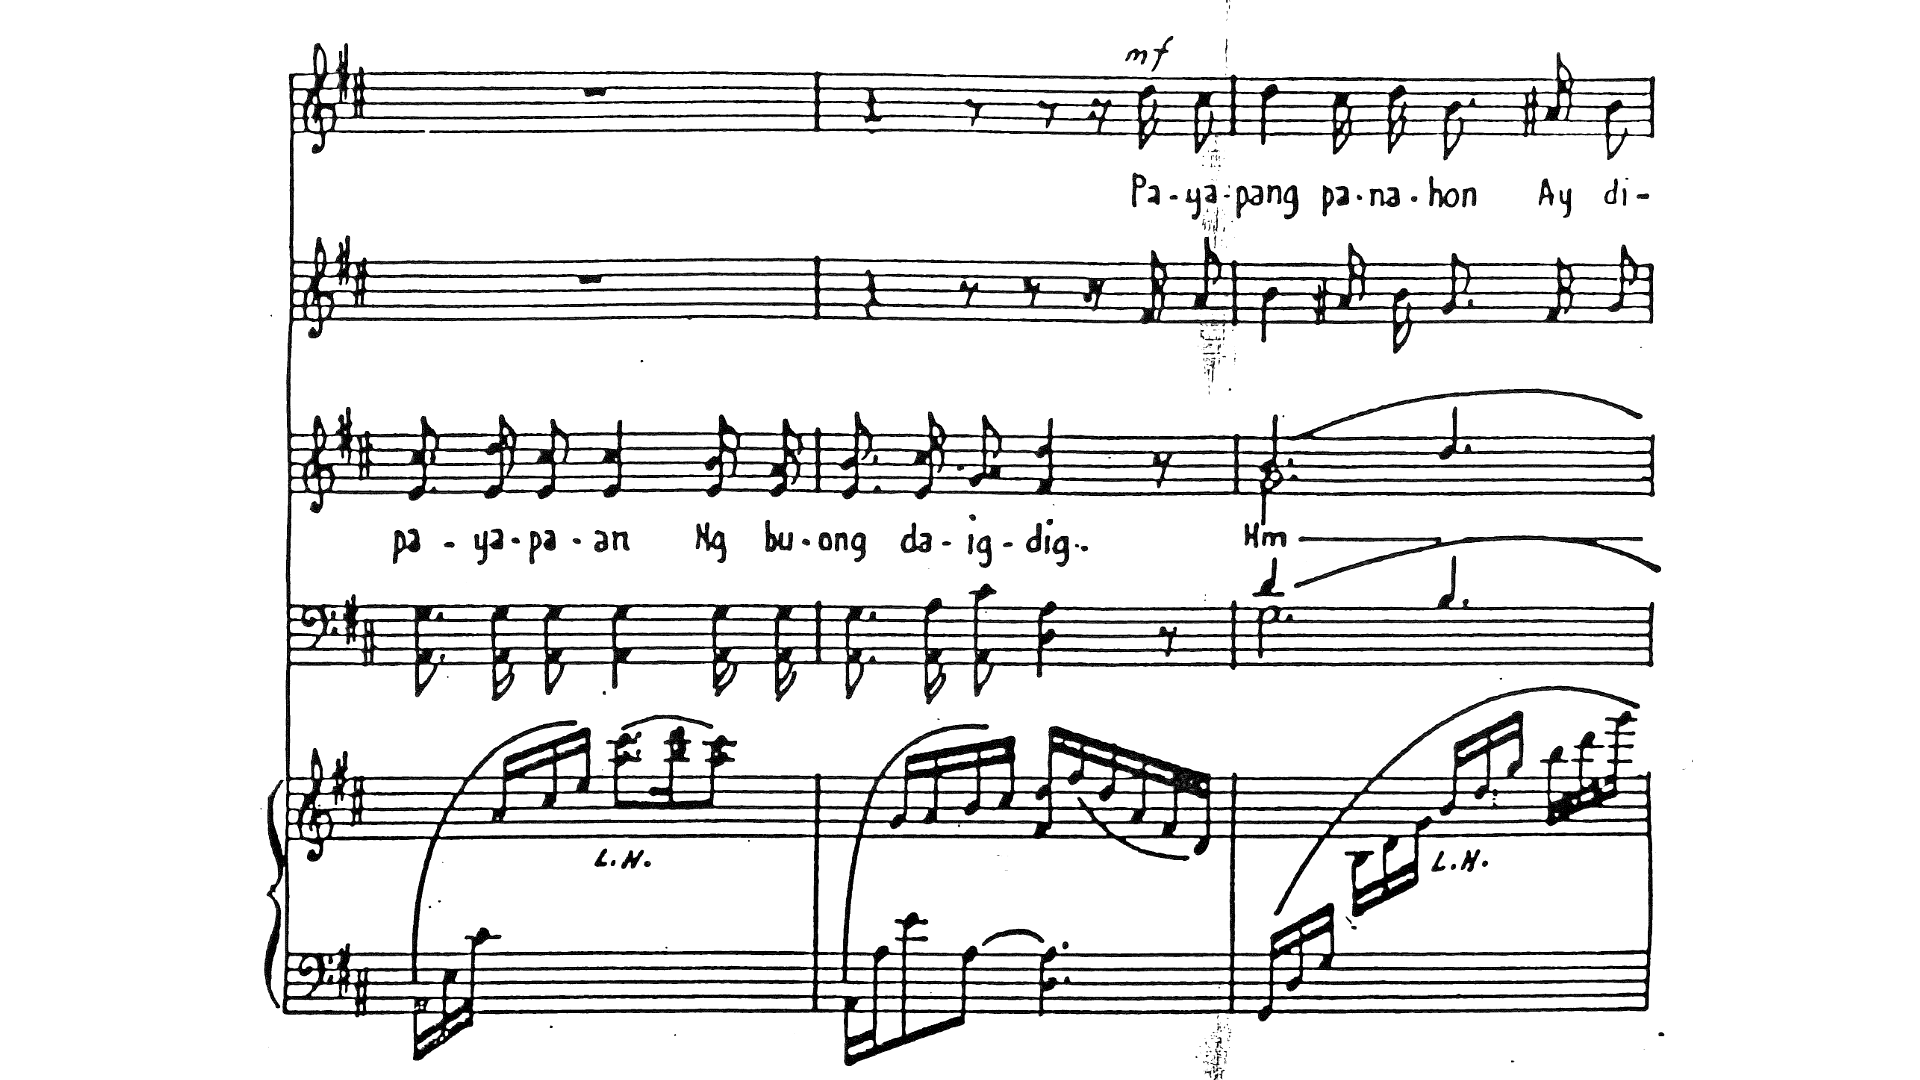 mf
Pa-ya-pang pa-na-hon Ay di-
pa-ya-pa-an Ng bu-ong da-ig-dig.
Hm
L.H.
L.H.